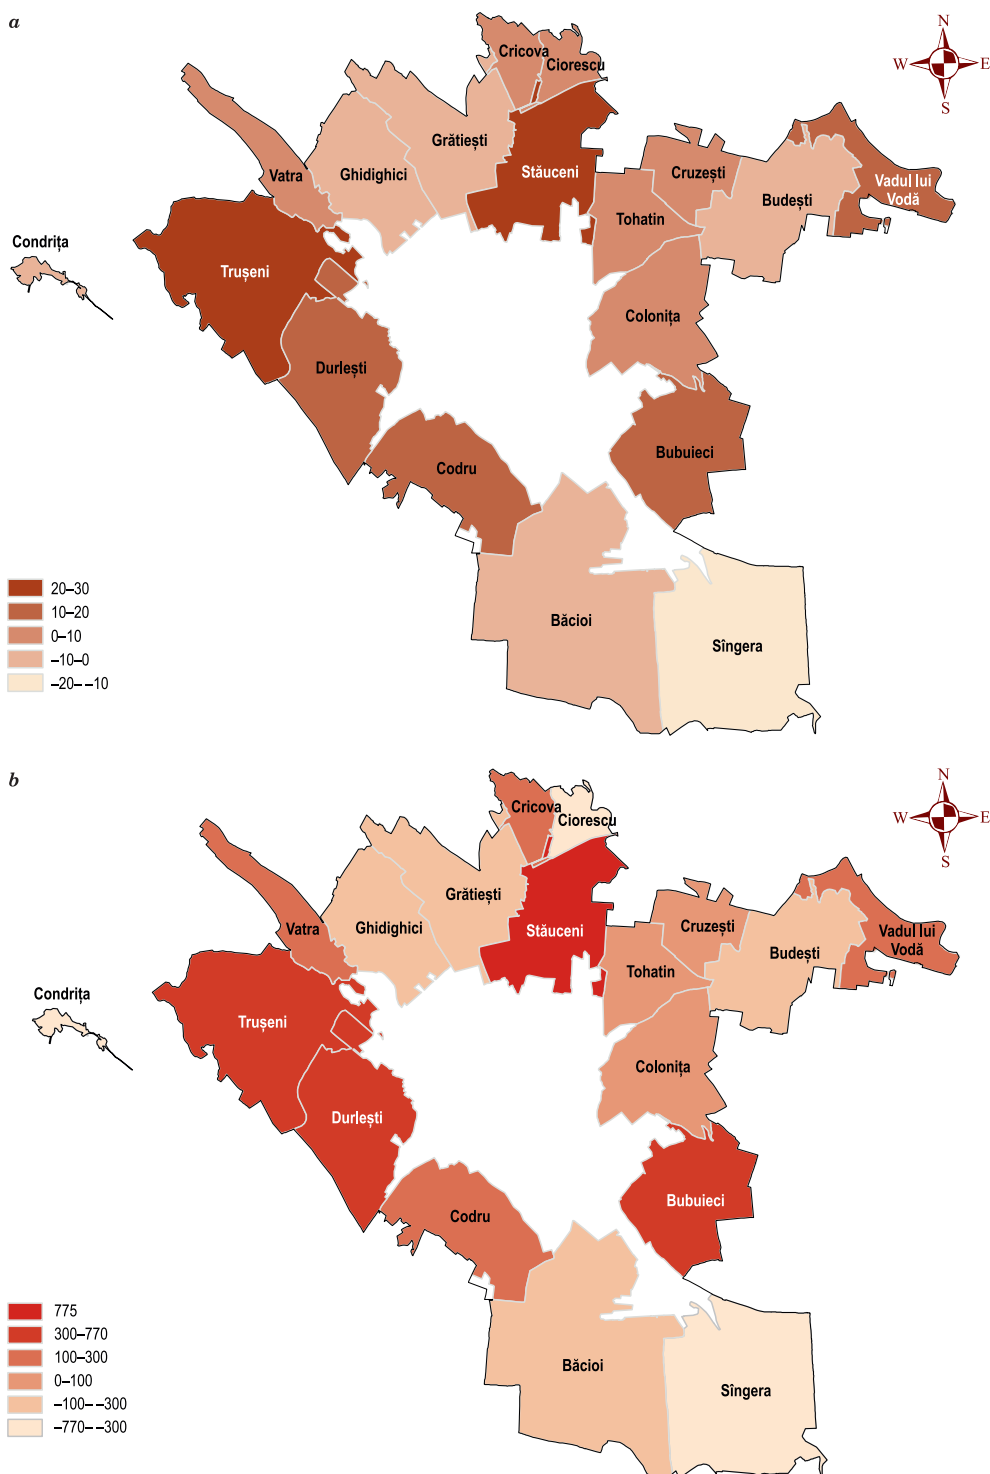 a
N
W
E
S
Cricova
Ciorescu
Grătiești
Ghidighici
Vatra
Stăuceni
Cruzești
Tohatin
Budești
Vadul lui
Vodă
Condrița
Trușeni
Colonița
Durlești
Codru
Bubuieci
Băcioi
Sîngera
20–30
10–20
0–10
–10–0
–20– –10
b
N
W
E
S
Cricova
Ciorescu
Grătiești
Ghidighici
Vatra
Stăuceni
Cruzești
Tohatin
Budești
Vadul lui
Vodă
Condrița
Trușeni
Colonița
Durlești
Codru
Bubuieci
Băcioi
Sîngera
775
300–770
100–300
0–100
–100– –300
–770– –300